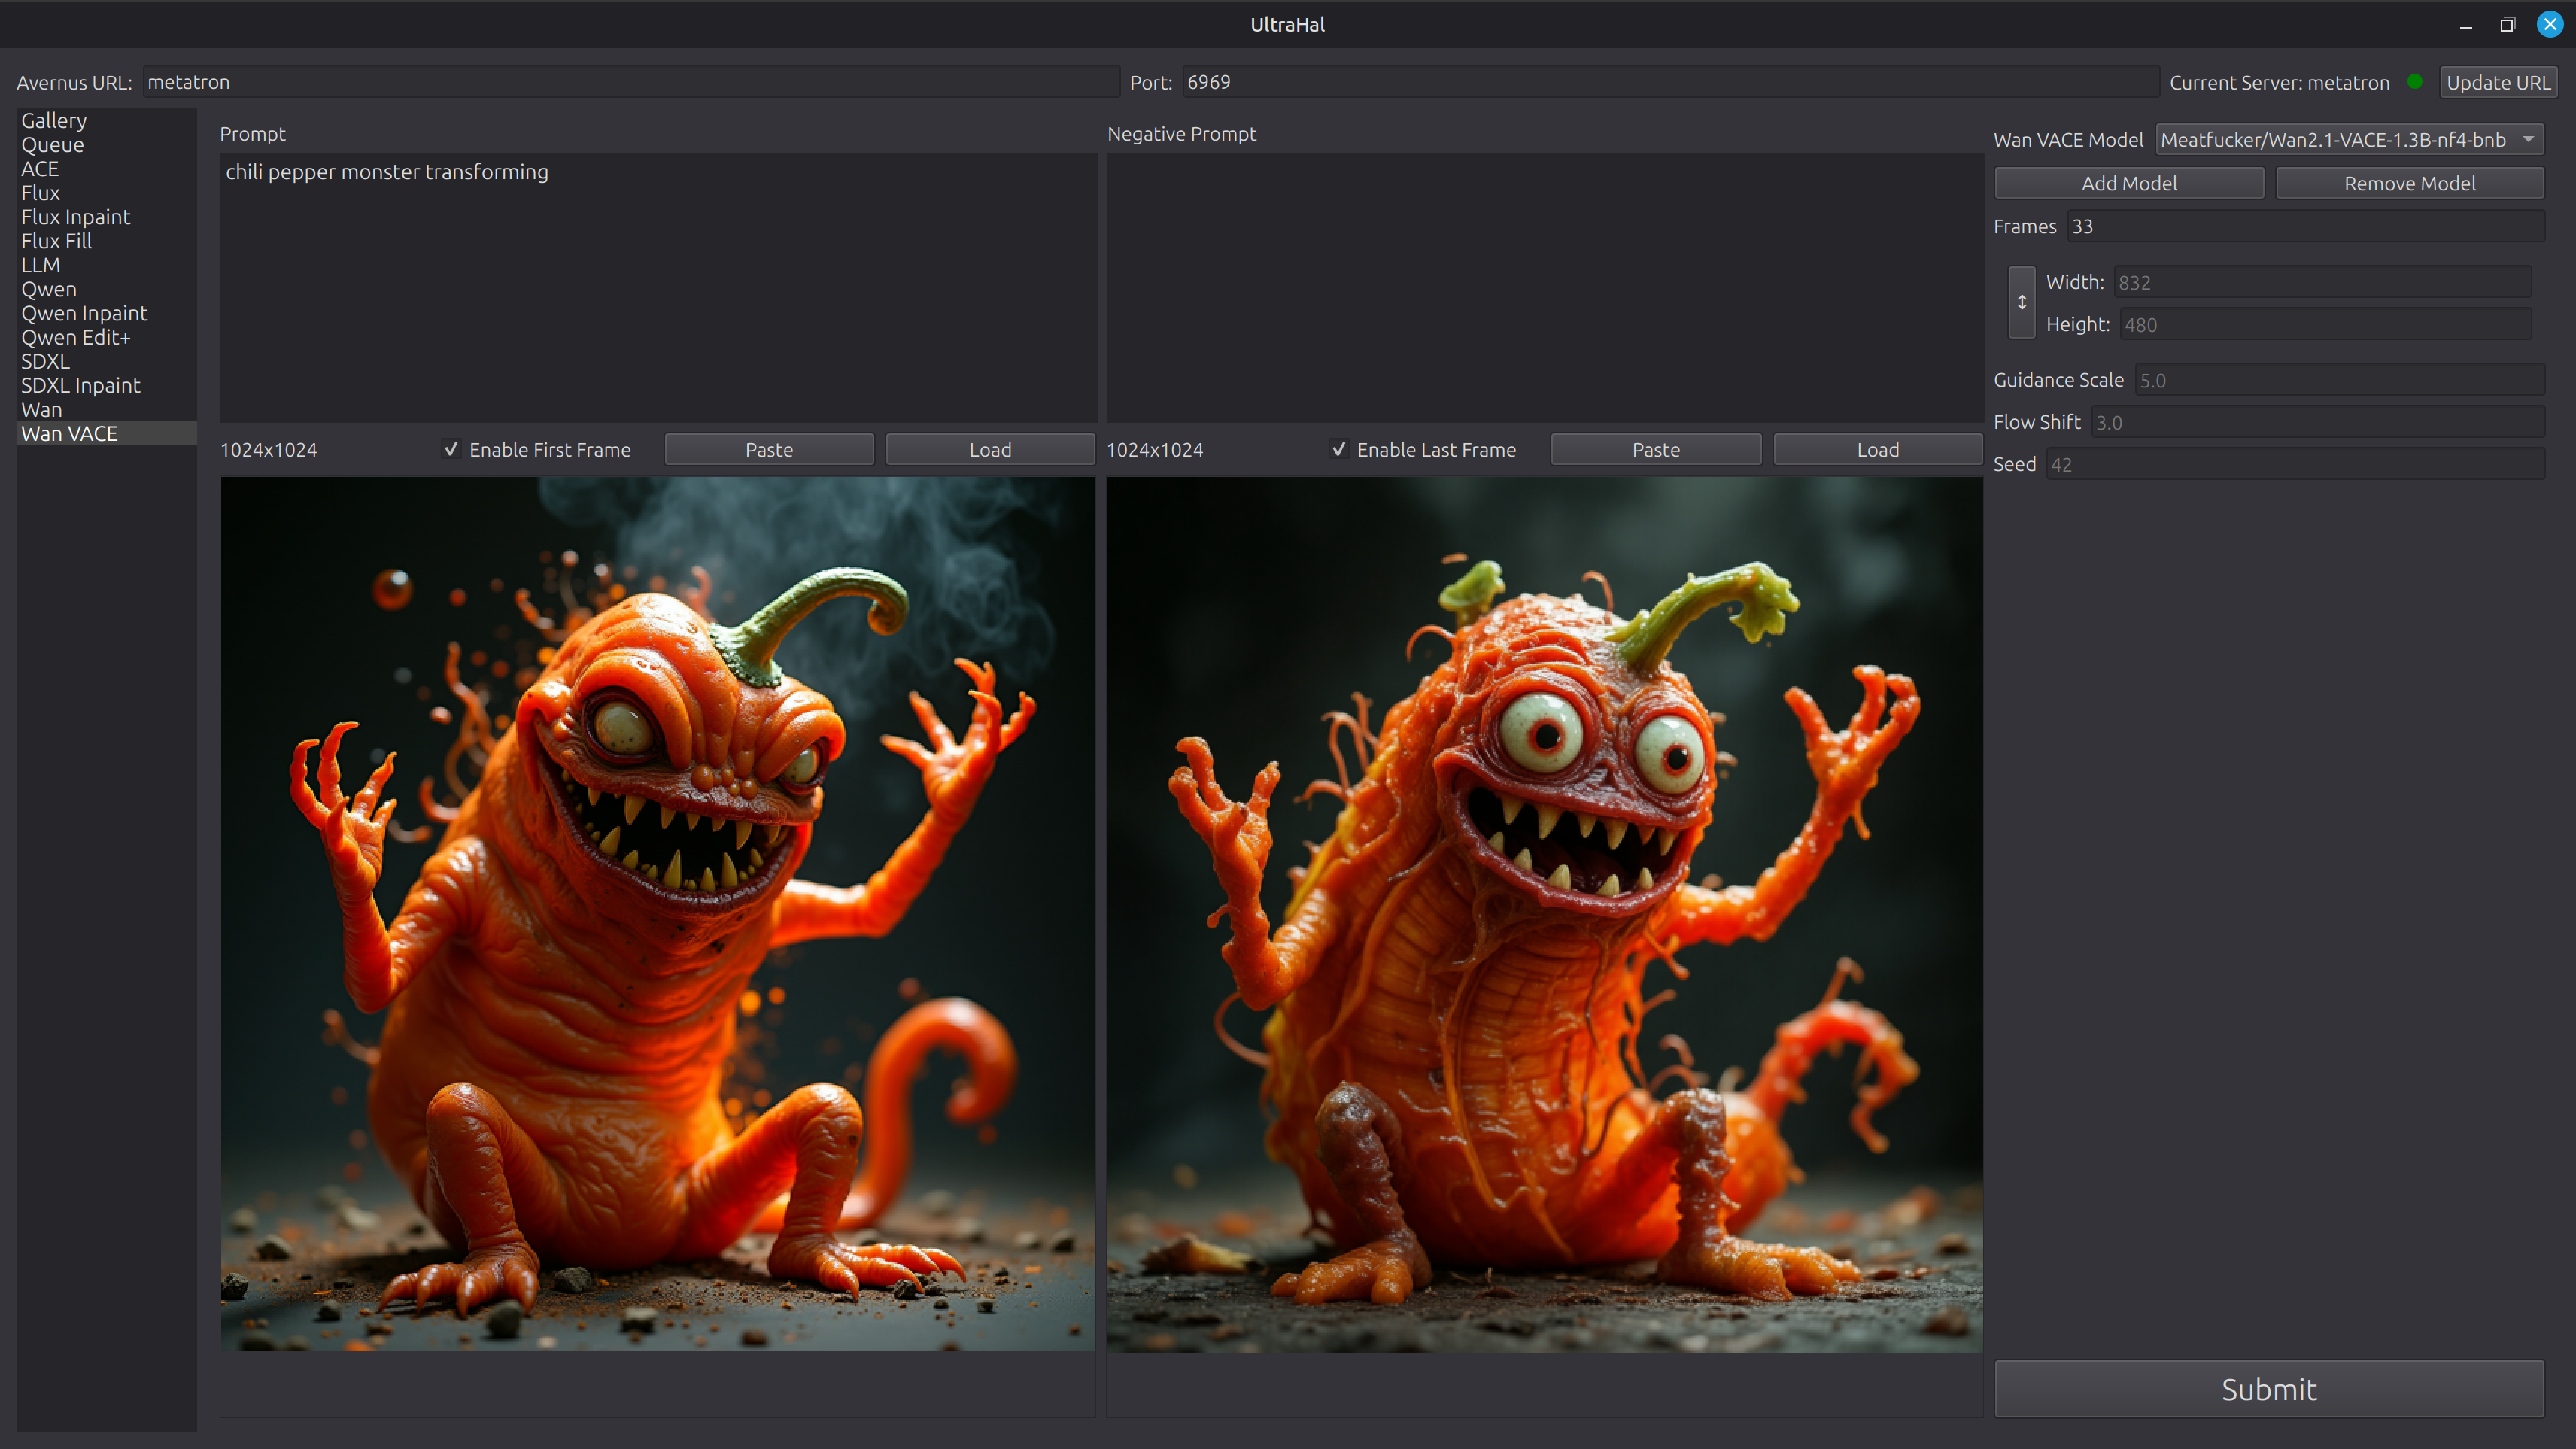 UltraHal
Avernus URL: metatron Port: 6969 Current Server: metatron Update URL
Gallery
Queue
ACE
Flux
Flux Inpaint
Flux Fill
LLM
Qwen
Qwen Inpaint
Qwen Edit+
SDXL
SDXL Inpaint
Wan
Wan VACE
Prompt
chili pepper monster transforming
Negative Prompt
1024x1024 Enable First Frame Paste Load
1024x1024 Enable Last Frame Paste Load
Wan VACE Model Meatfucker/Wan2.1-VACE-1.3B-nf4-bnb
Add Model Remove Model
Frames 33
Width: 832
Height: 480
Guidance Scale 5.0
Flow Shift 3.0
Seed 42
Submit